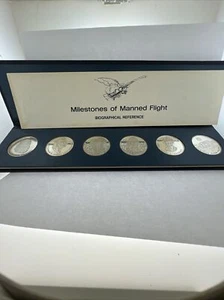 Milestones of Manned Flight
BIOGRAPHICAL REFERENCE